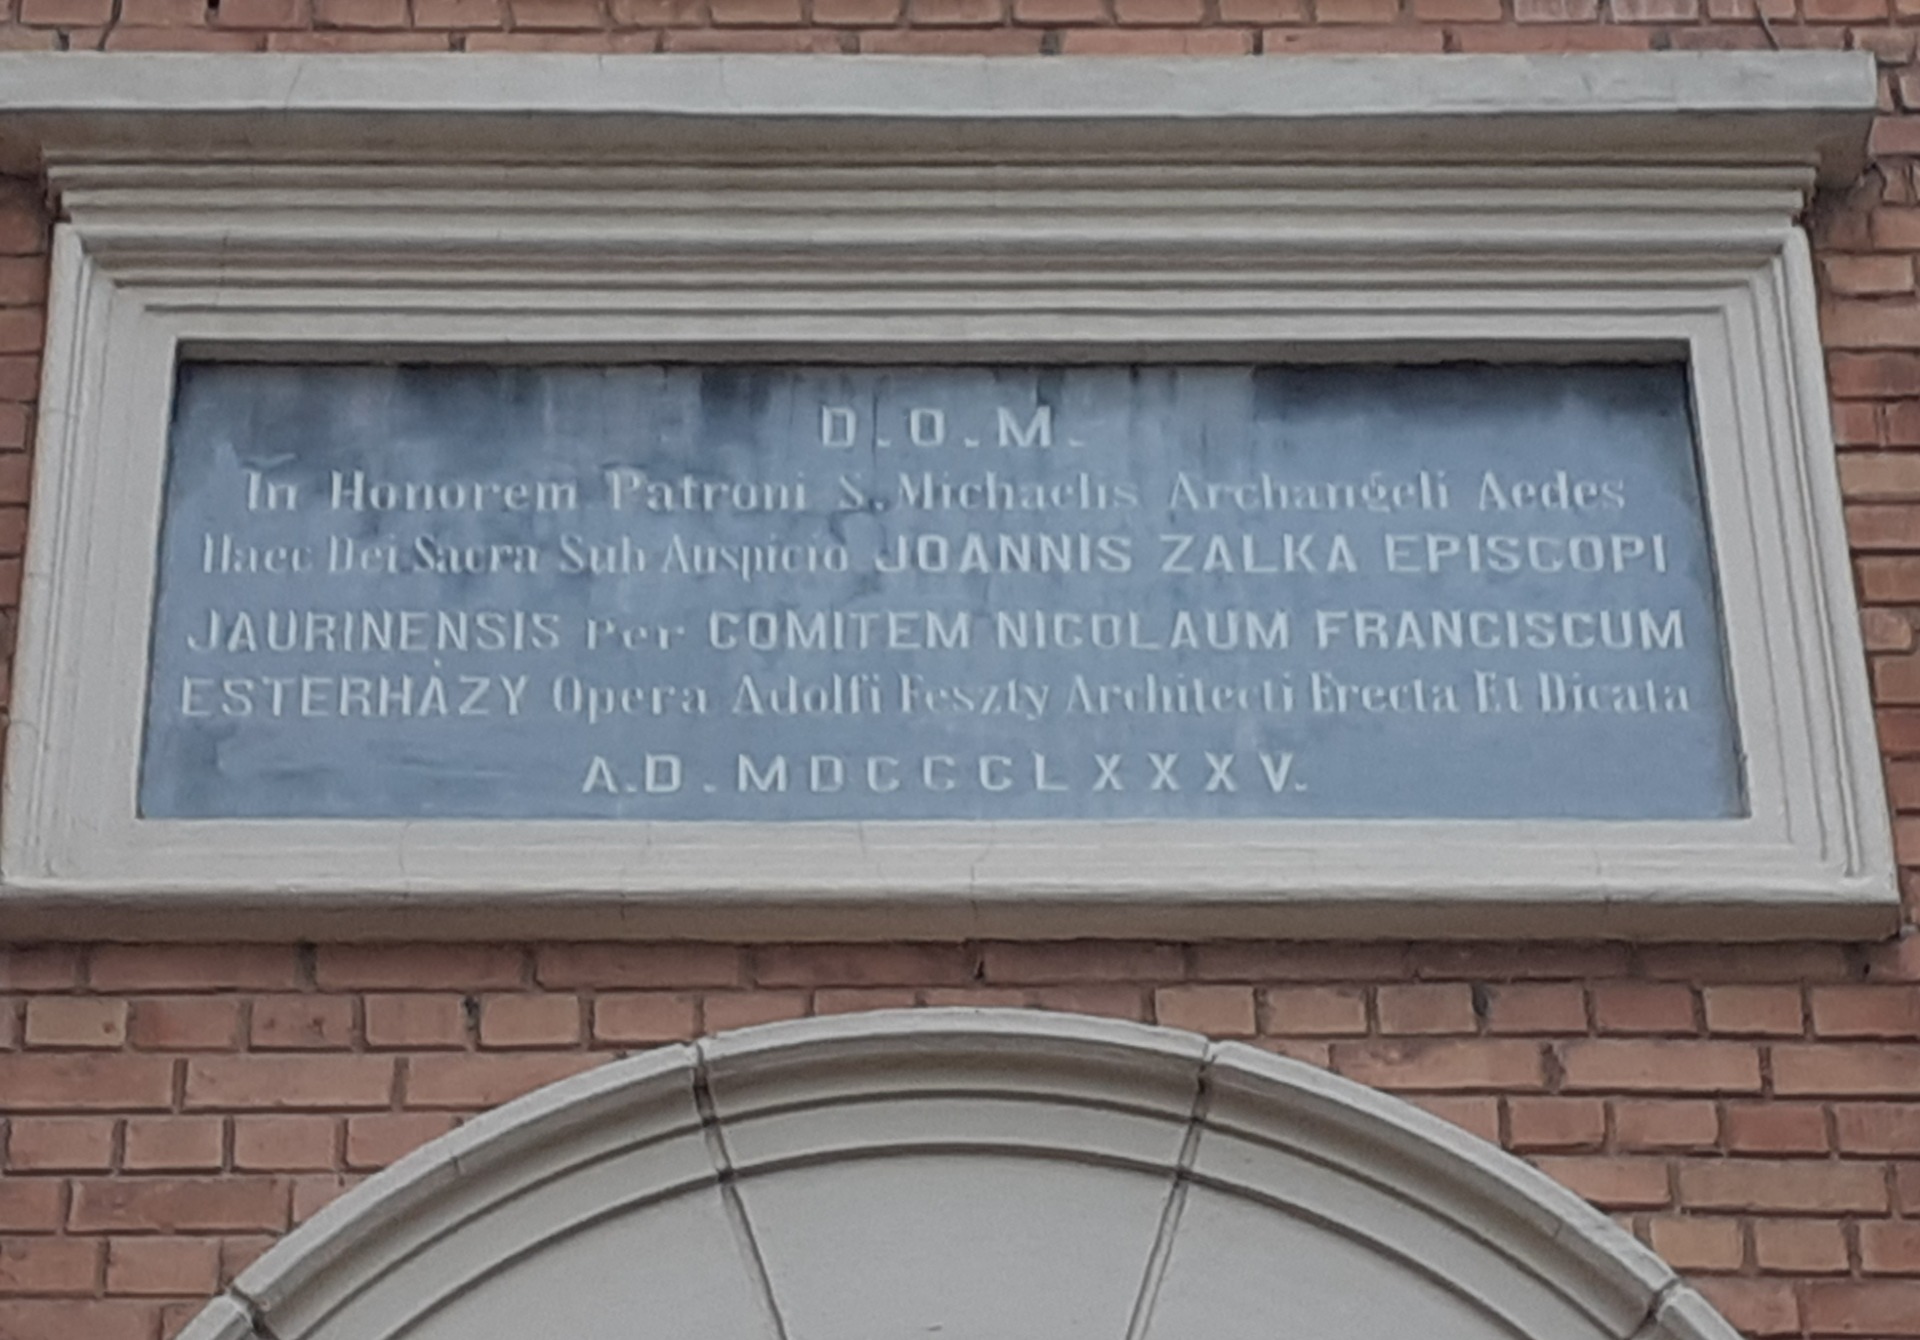 D.O.M.
In Honorem Patroni S. Michaelis Archangeli Aedes
Haec Dei Sacra Sub Auspicio JOANNIS ZALKA EPISCOPI
JAURINENSIS Per COMITEM NICOLAUM FRANCISCUM
ESTERHÁZY Opera Adolfi Feszty Architecti Erecta Et Dicata
A.D. MDCCCLXXXV.